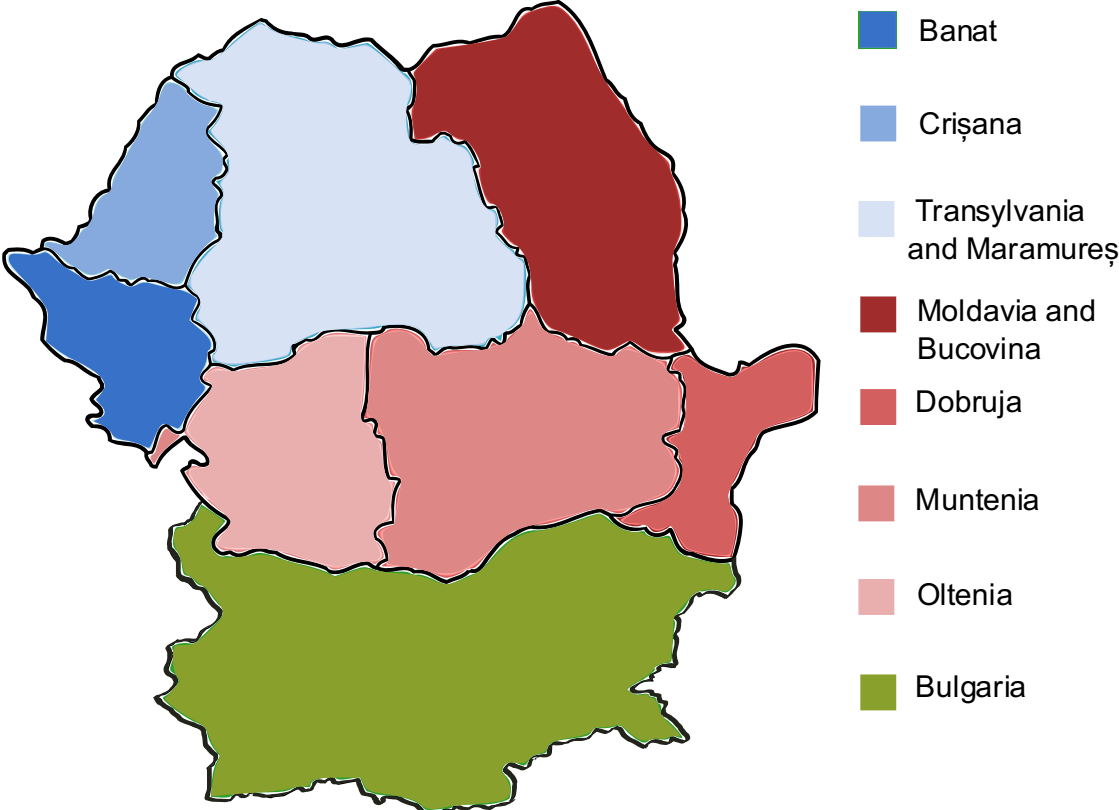 Banat
Crișana
Transylvania
and Maramureș
Moldavia and
Bucovina
Dobruja
Muntenia
Oltenia
Bulgaria